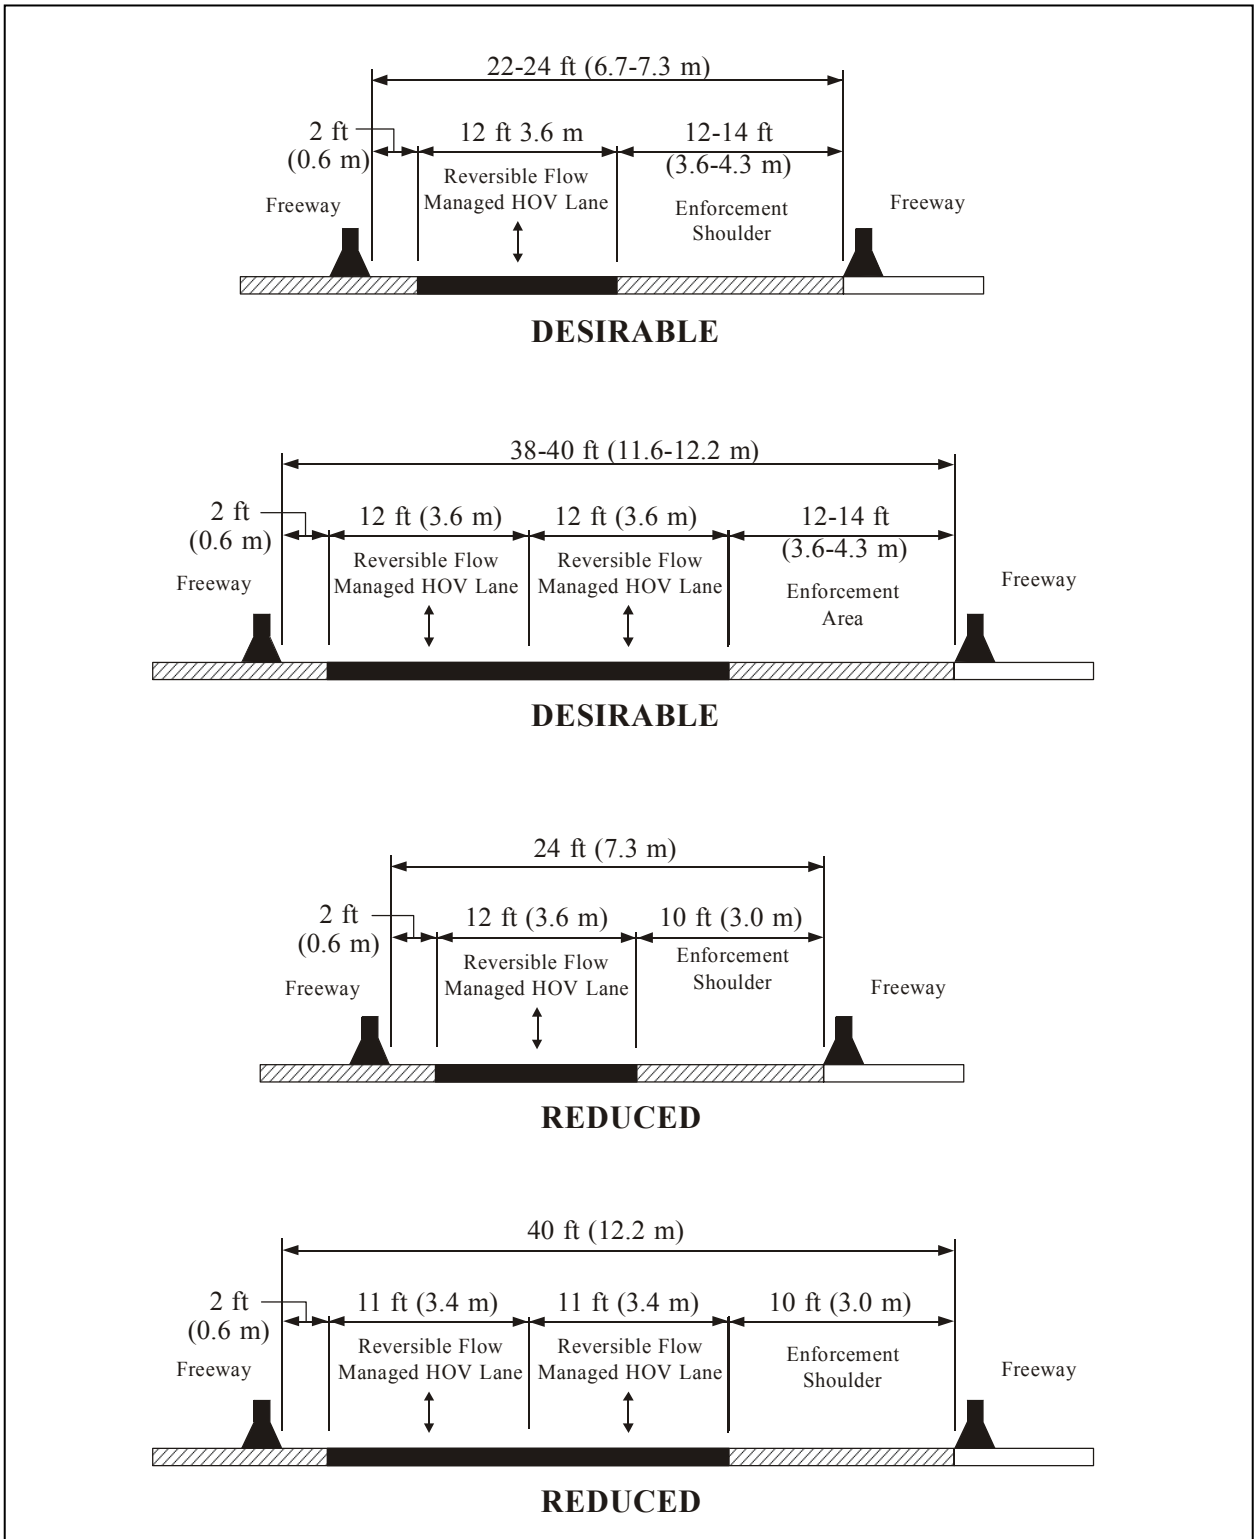 22-24 ft (6.7-7.3 m)
2 ft
(0.6 m)
12 ft 3.6 m
12-14 ft
(3.6-4.3 m)
Reversible Flow
Managed HOV Lane
Enforcement
Shoulder
Freeway
Freeway
DESIRABLE
38-40 ft (11.6-12.2 m)
2 ft
(0.6 m)
12 ft (3.6 m)
12 ft (3.6 m)
12-14 ft
(3.6-4.3 m)
Reversible Flow
Managed HOV Lane
Reversible Flow
Managed HOV Lane
Enforcement
Area
Freeway
Freeway
DESIRABLE
24 ft (7.3 m)
2 ft
(0.6 m)
12 ft (3.6 m)
10 ft (3.0 m)
Reversible Flow
Managed HOV Lane
Enforcement
Shoulder
Freeway
Freeway
REDUCED
40 ft (12.2 m)
2 ft
(0.6 m)
11 ft (3.4 m)
11 ft (3.4 m)
10 ft (3.0 m)
Reversible Flow
Managed HOV Lane
Reversible Flow
Managed HOV Lane
Enforcement
Shoulder
Freeway
Freeway
REDUCED